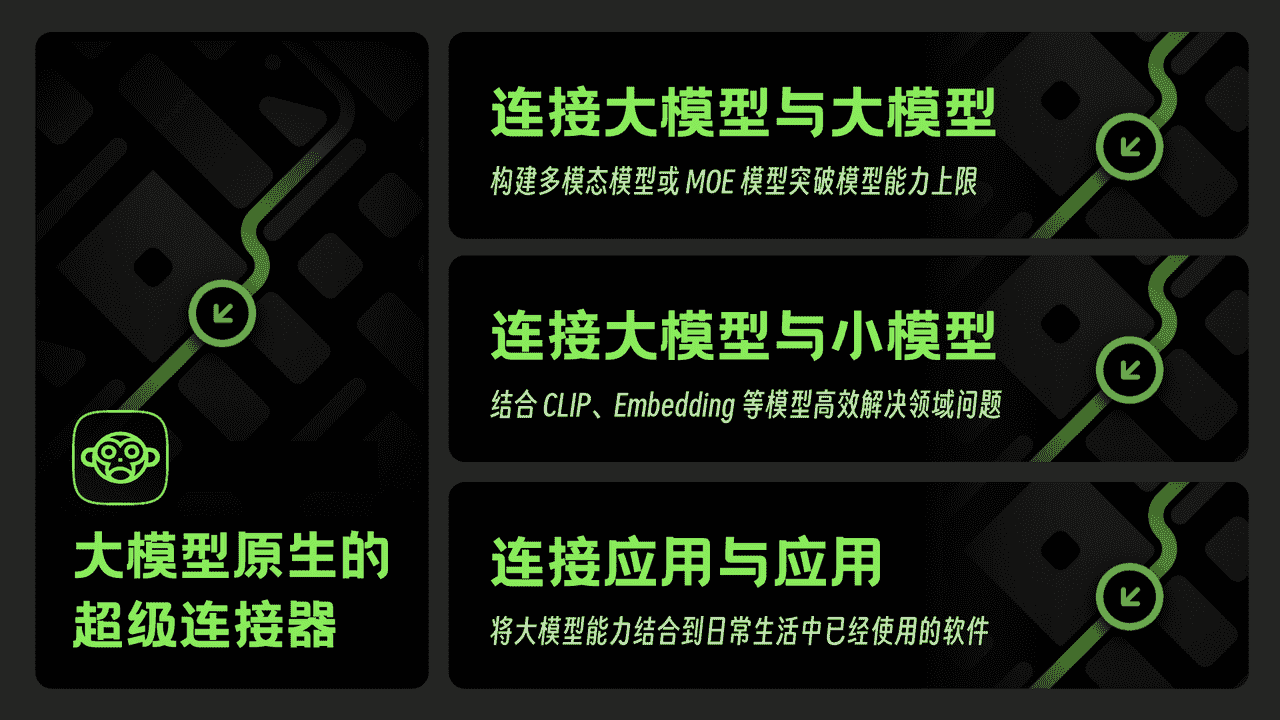 大模型原生的
超级连接器
连接大模型与大模型
构建多模态模型或 MOE 模型突破模型能力上限
连接大模型与小模型
结合 CLIP、Embedding 等模型高效解决领域问题
连接应用与应用
将大模型能力结合到日常生活中已经使用的软件